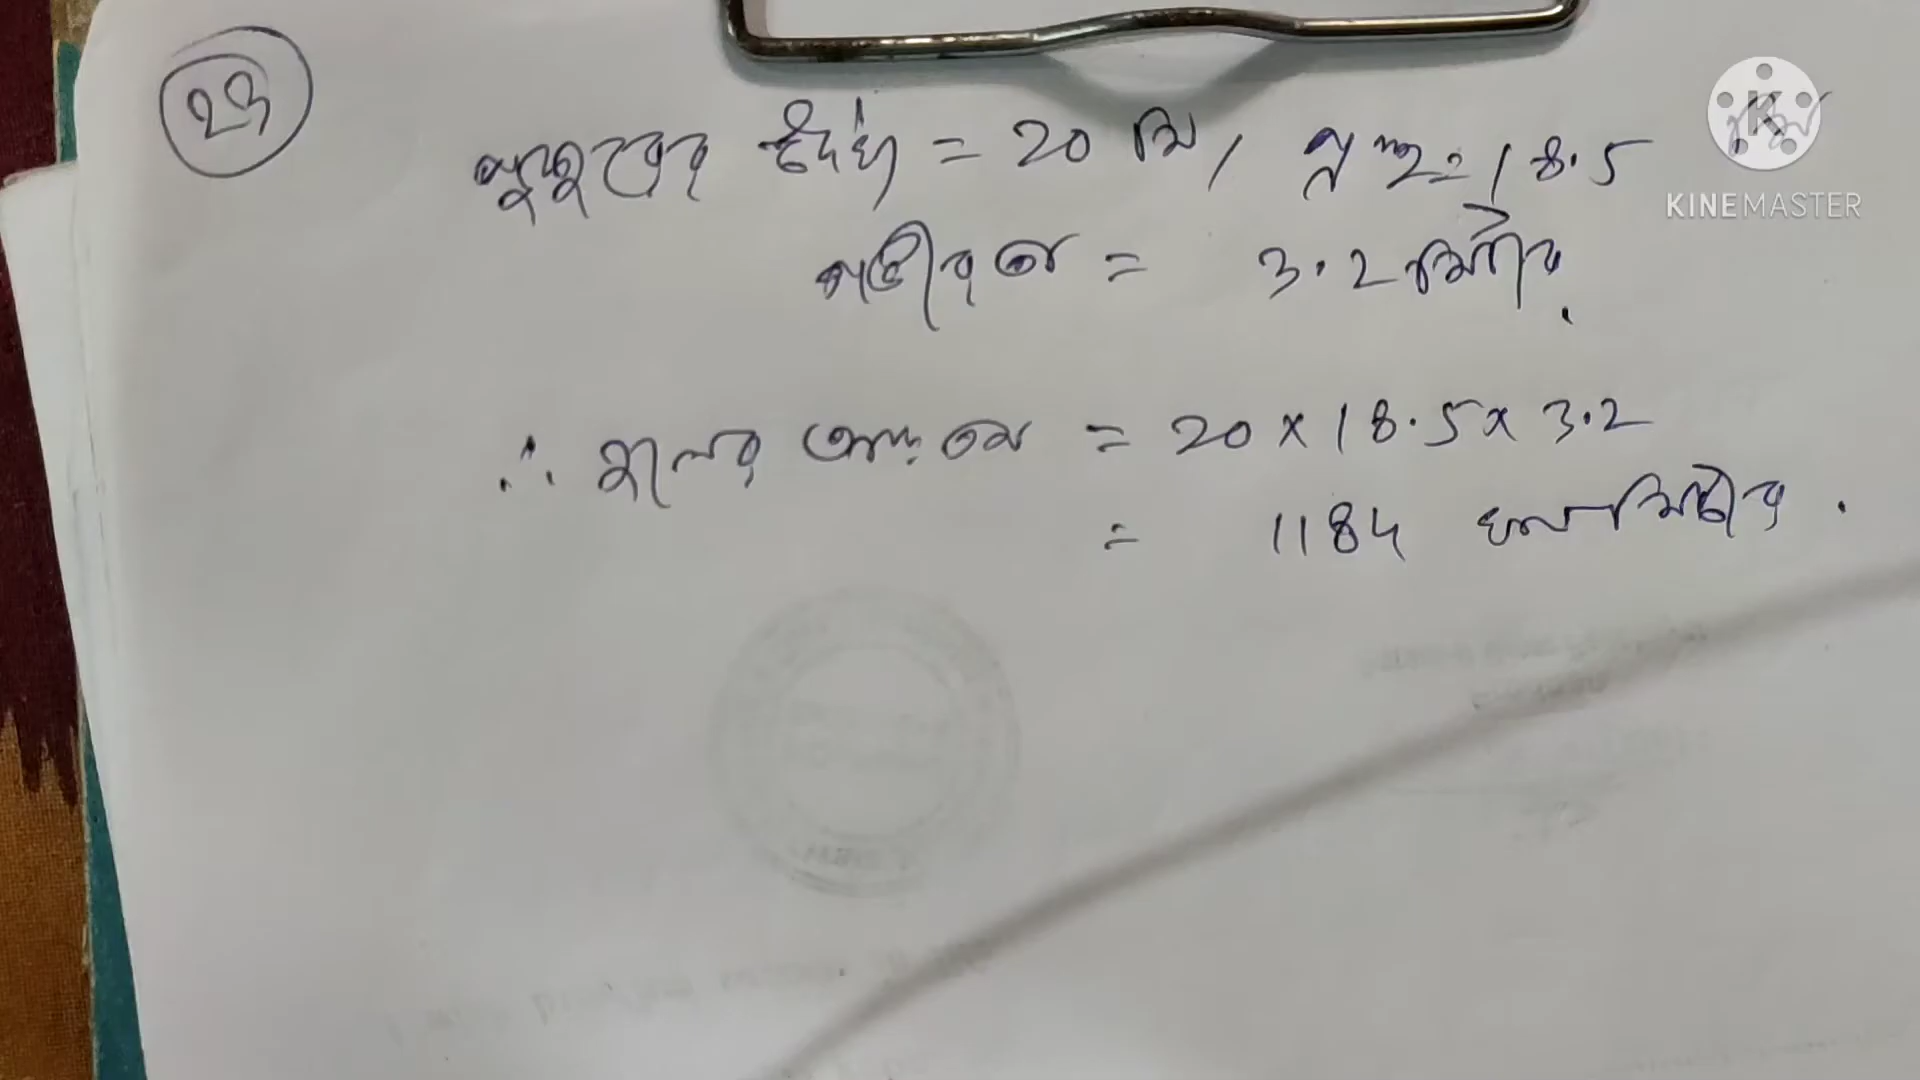 23
পুকুরের দৈর্ঘ্য = 20 মি, প্রস্থ = 18.5 মি
গভীরতা = 3.2 মিটার.
∴ জলের আয়তন = 20 x 18.5 x 3.2
= 1184 ঘনমিটার.
KINEMASTER